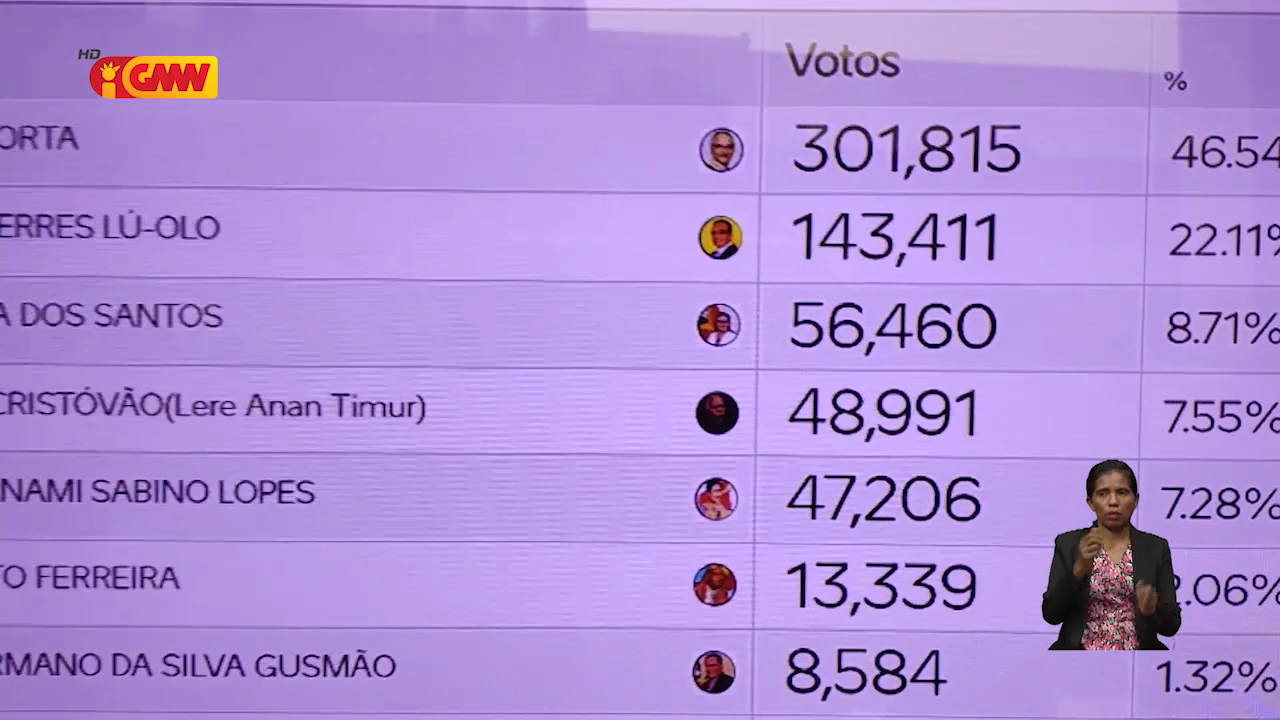 HD
GMN
Votos
%
ORTA 301,815 46.54
ERRES LÚ-OLO 143,411 22.11%
A DOS SANTOS 56,460 8.71%
CRISTÓVÃO(Lere Anan Timur) 48,991 7.55%
NAMI SABINO LOPES 47,206 7.28%
TO FERREIRA 13,339 2.06%
RMANO DA SILVA GUSMÃO 8,584 1.32%